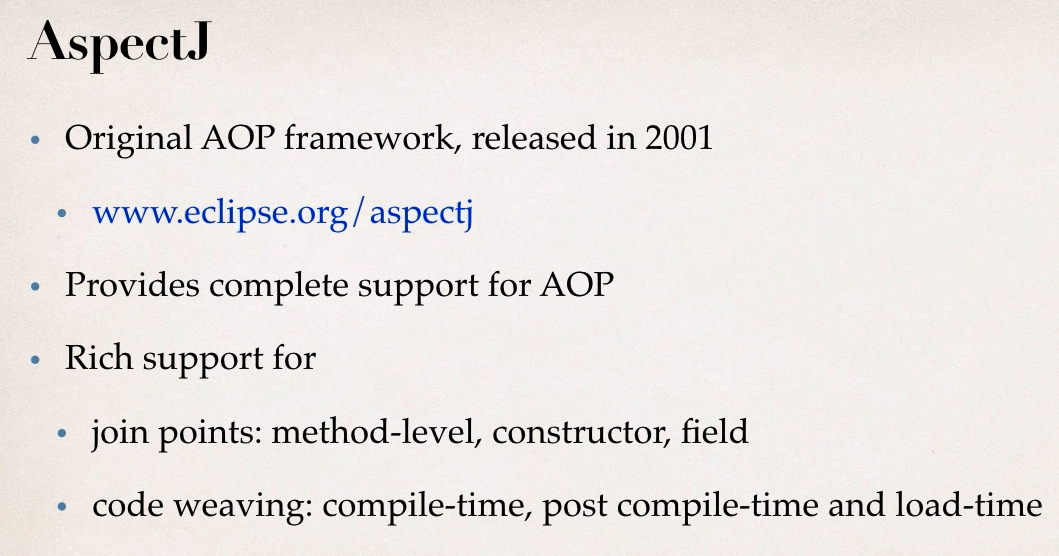 AspectJ
• Original AOP framework, released in 2001
• www.eclipse.org/aspectj
• Provides complete support for AOP
• Rich support for
• join points: method-level, constructor, field
• code weaving: compile-time, post compile-time and load-time